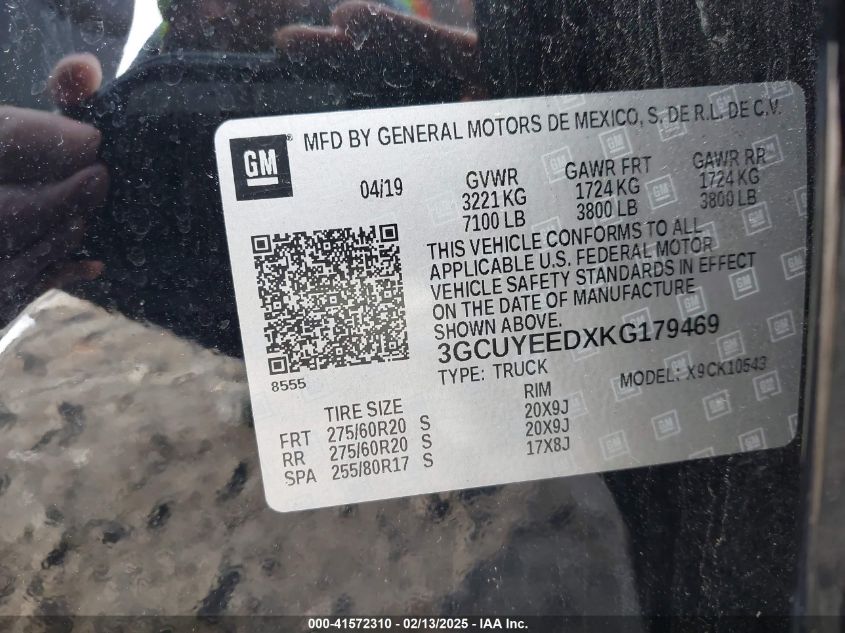 GM
MFD BY GENERAL MOTORS DE MEXICO, S. DE R.L. DE C.V.
04/19 GVWR GAWR FRT GAWR RR
3221 KG 1724 KG 1724 KG
7100 LB 3800 LB 3800 LB
THIS VEHICLE CONFORMS TO ALL
APPLICABLE U.S. FEDERAL MOTOR
VEHICLE SAFETY STANDARDS IN EFFECT
ON THE DATE OF MANUFACTURE
SHOWN ABOVE.
3GCUYEEDXKG179469
8555 TYPE: TRUCK MODEL: X9CK10543
TIRE SIZE RIM
FRT 275/60R20 S 20X9J
RR 275/60R20 S 20X9J
SPA 255/80R17 S 17X8J
000-41572310 - 02/13/2025 - IAA Inc.